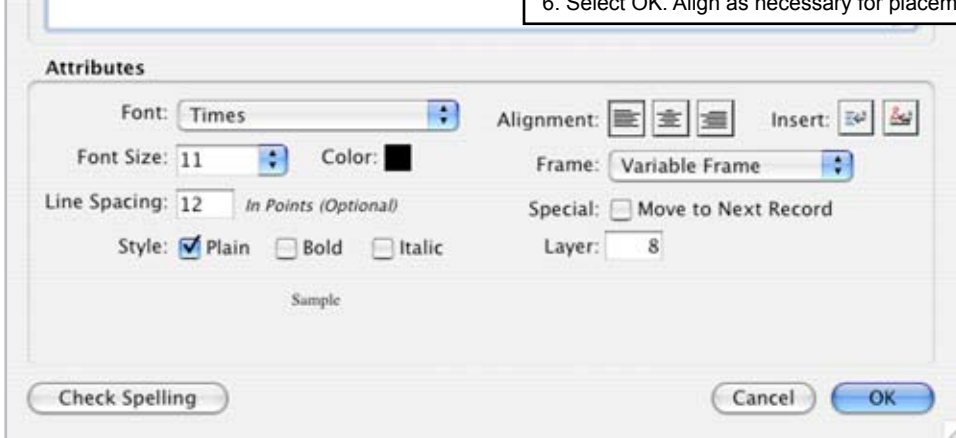 6. Select OK. Align as necessary for
Attributes
Font: Times
Alignment:
Insert:
Font Size: 11
Color:
Frame: Variable Frame
Line Spacing: 12 In Points (Optional)
Special: Move to Next Record
Style: Plain Bold Italic
Layer: 8
Sample
Check Spelling
Cancel
OK